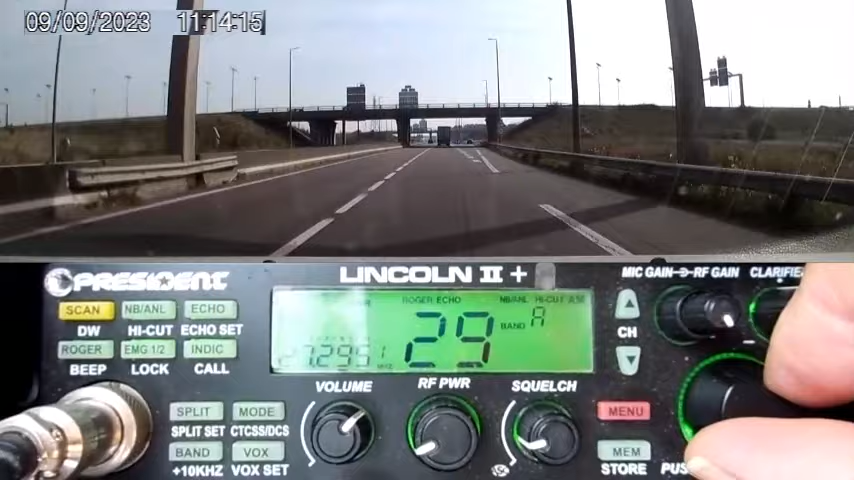 09/09/2023 11:14:15
PRESIDENT
LINCOLN II +
MIC GAIN RF GAIN
SCAN NB/ANL ECHO
DW HI-CUT ECHO SET
ROGER EMG 1/2 INDIC
BEEP LOCK CALL
ROGER ECHO NB/ANL HI-CUT
29 BAND A
CH
VOLUME RF PWR SQUELCH
SPLIT MODE
SPLIT SET CTCSS/DCS
BAND VOX
+10KHZ VOX SET
MENU
MEM
STORE